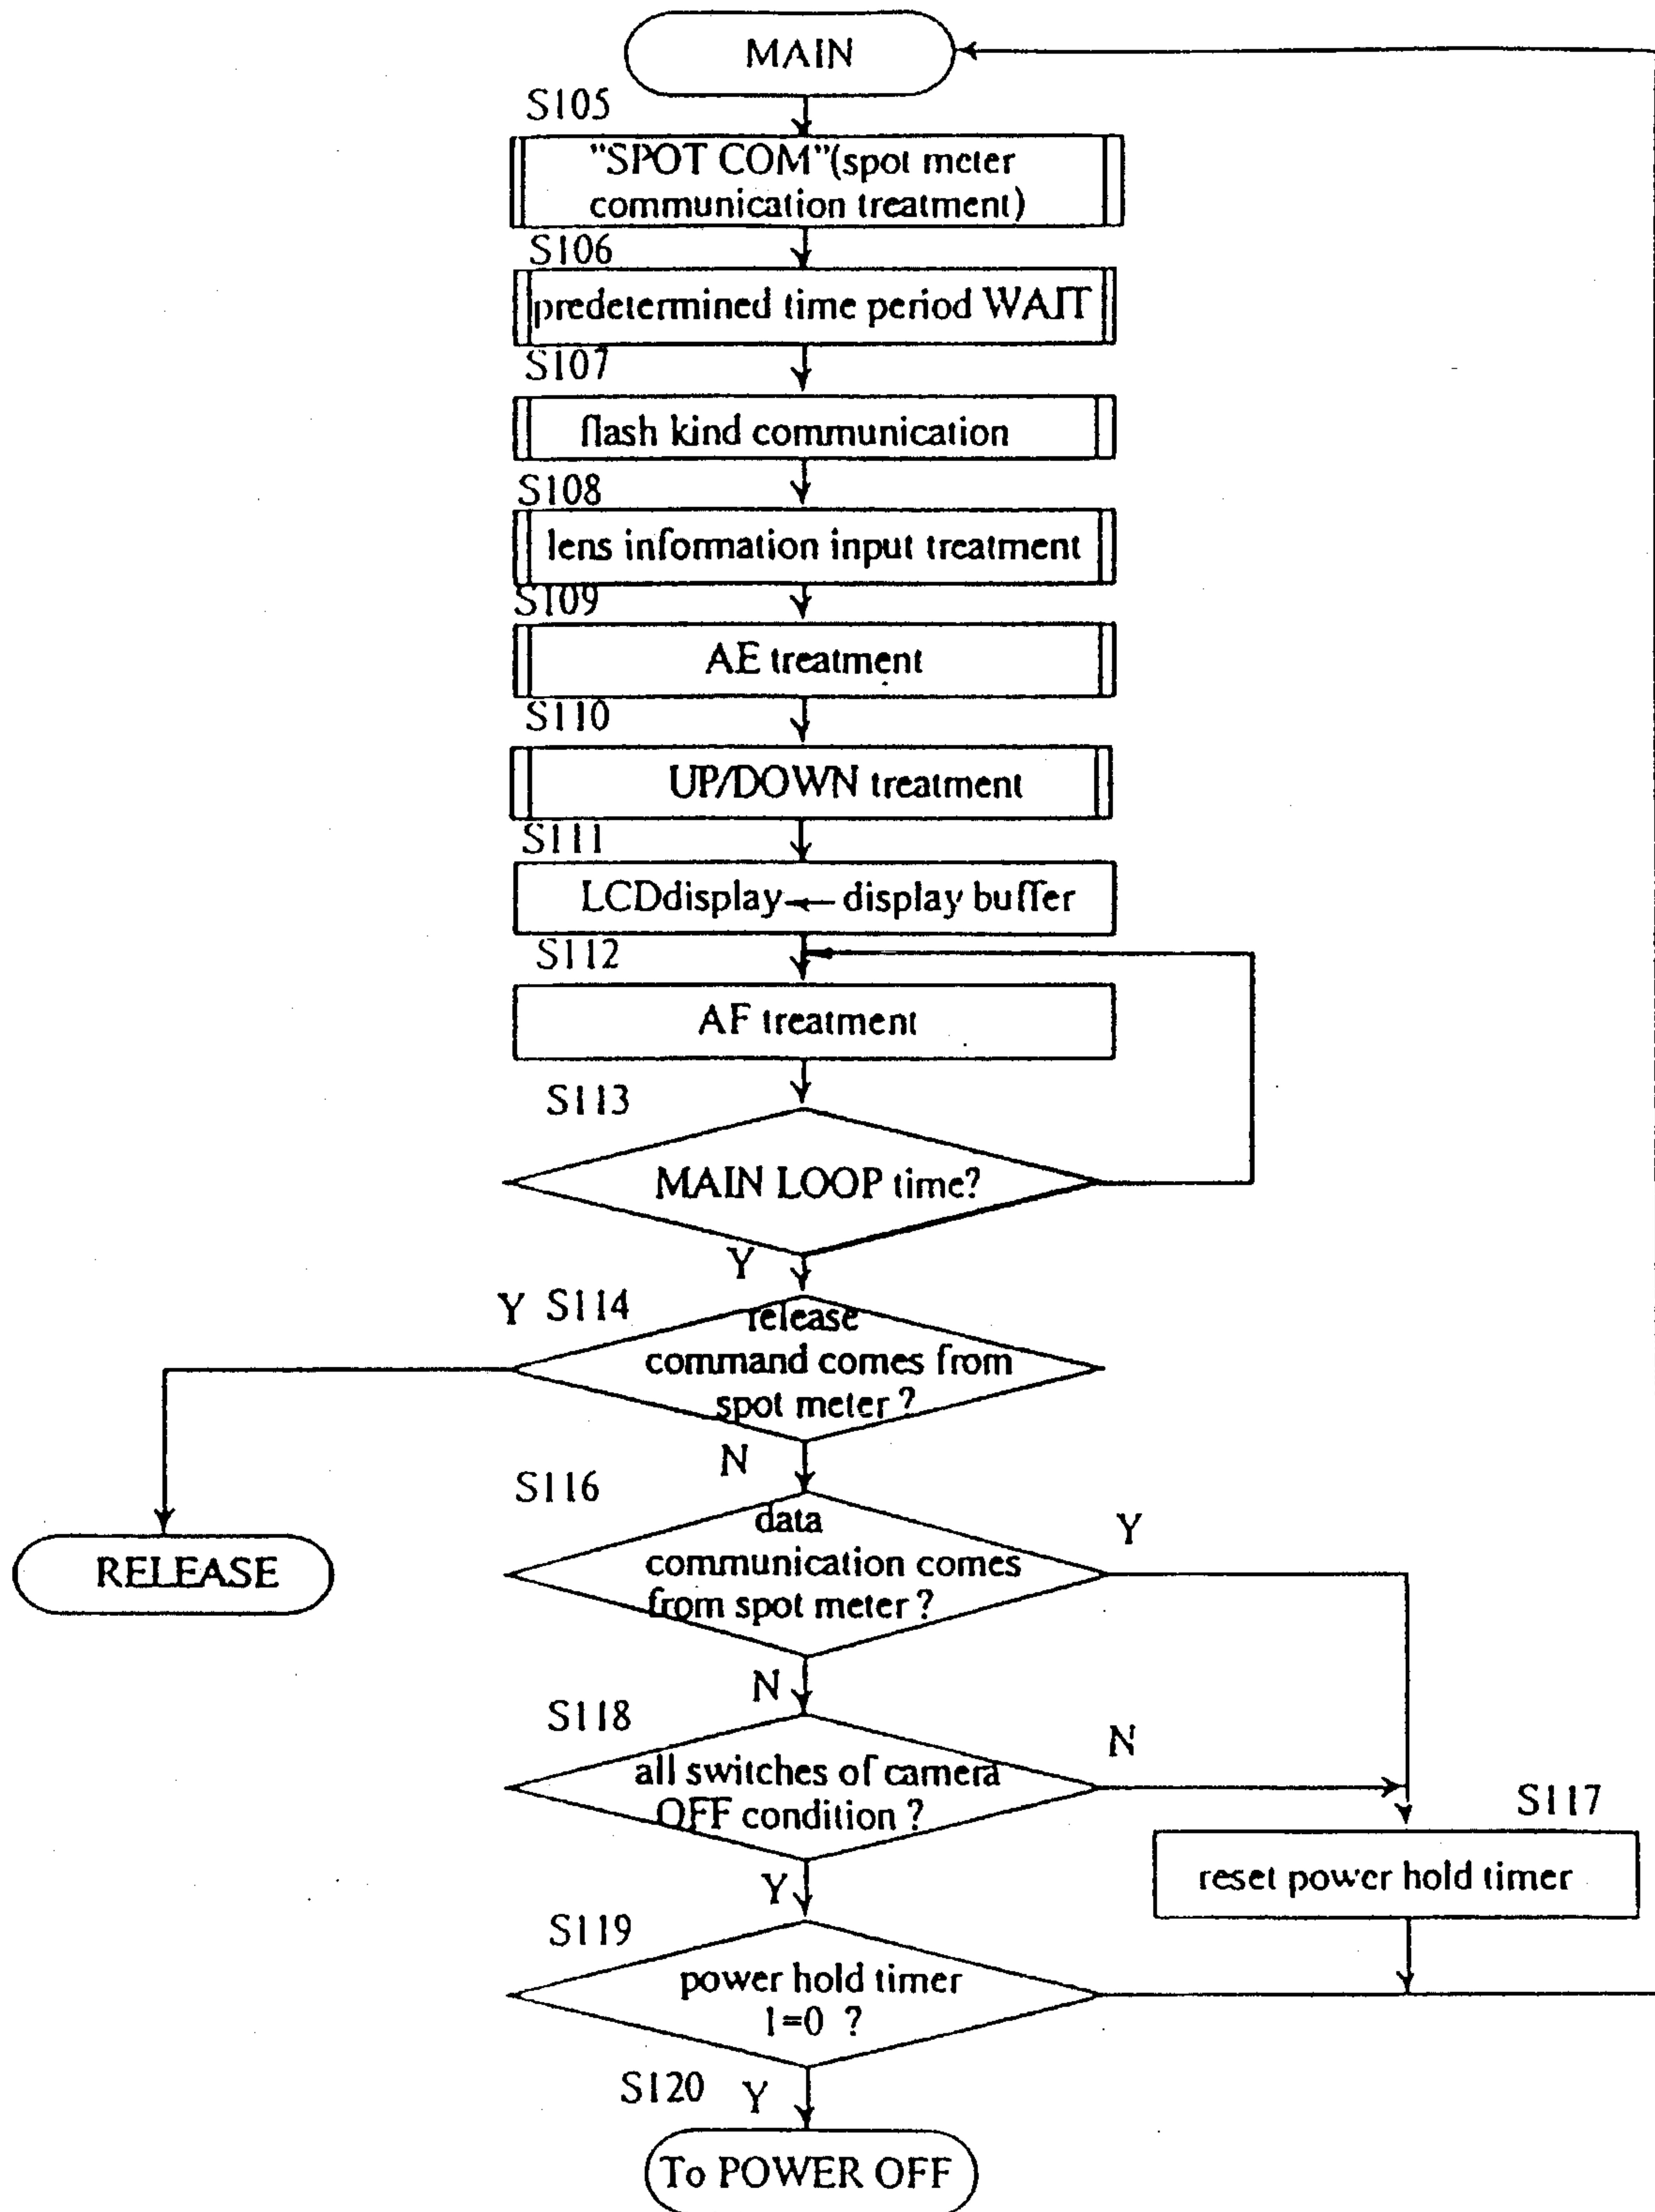 MAIN
S105
"SPOT COM"(spot meter
communication treatment)
S106
predetermined time period WAIT
S107
flash kind communication
S108
lens information input treatment
S109
AE treatment
S110
UP/DOWN treatment
S111
LCDdisplay ← display buffer
S112
AF treatment
S113
MAIN LOOP time?
Y
Y S114
release
command comes from
spot meter ?
N
RELEASE
S116
data
communication comes
from spot meter ?
Y
N
S118
all switches of camera
OFF condition ?
N
Y
S117
reset power hold timer
S119
power hold timer
1=0 ?
S120 Y
To POWER OFF